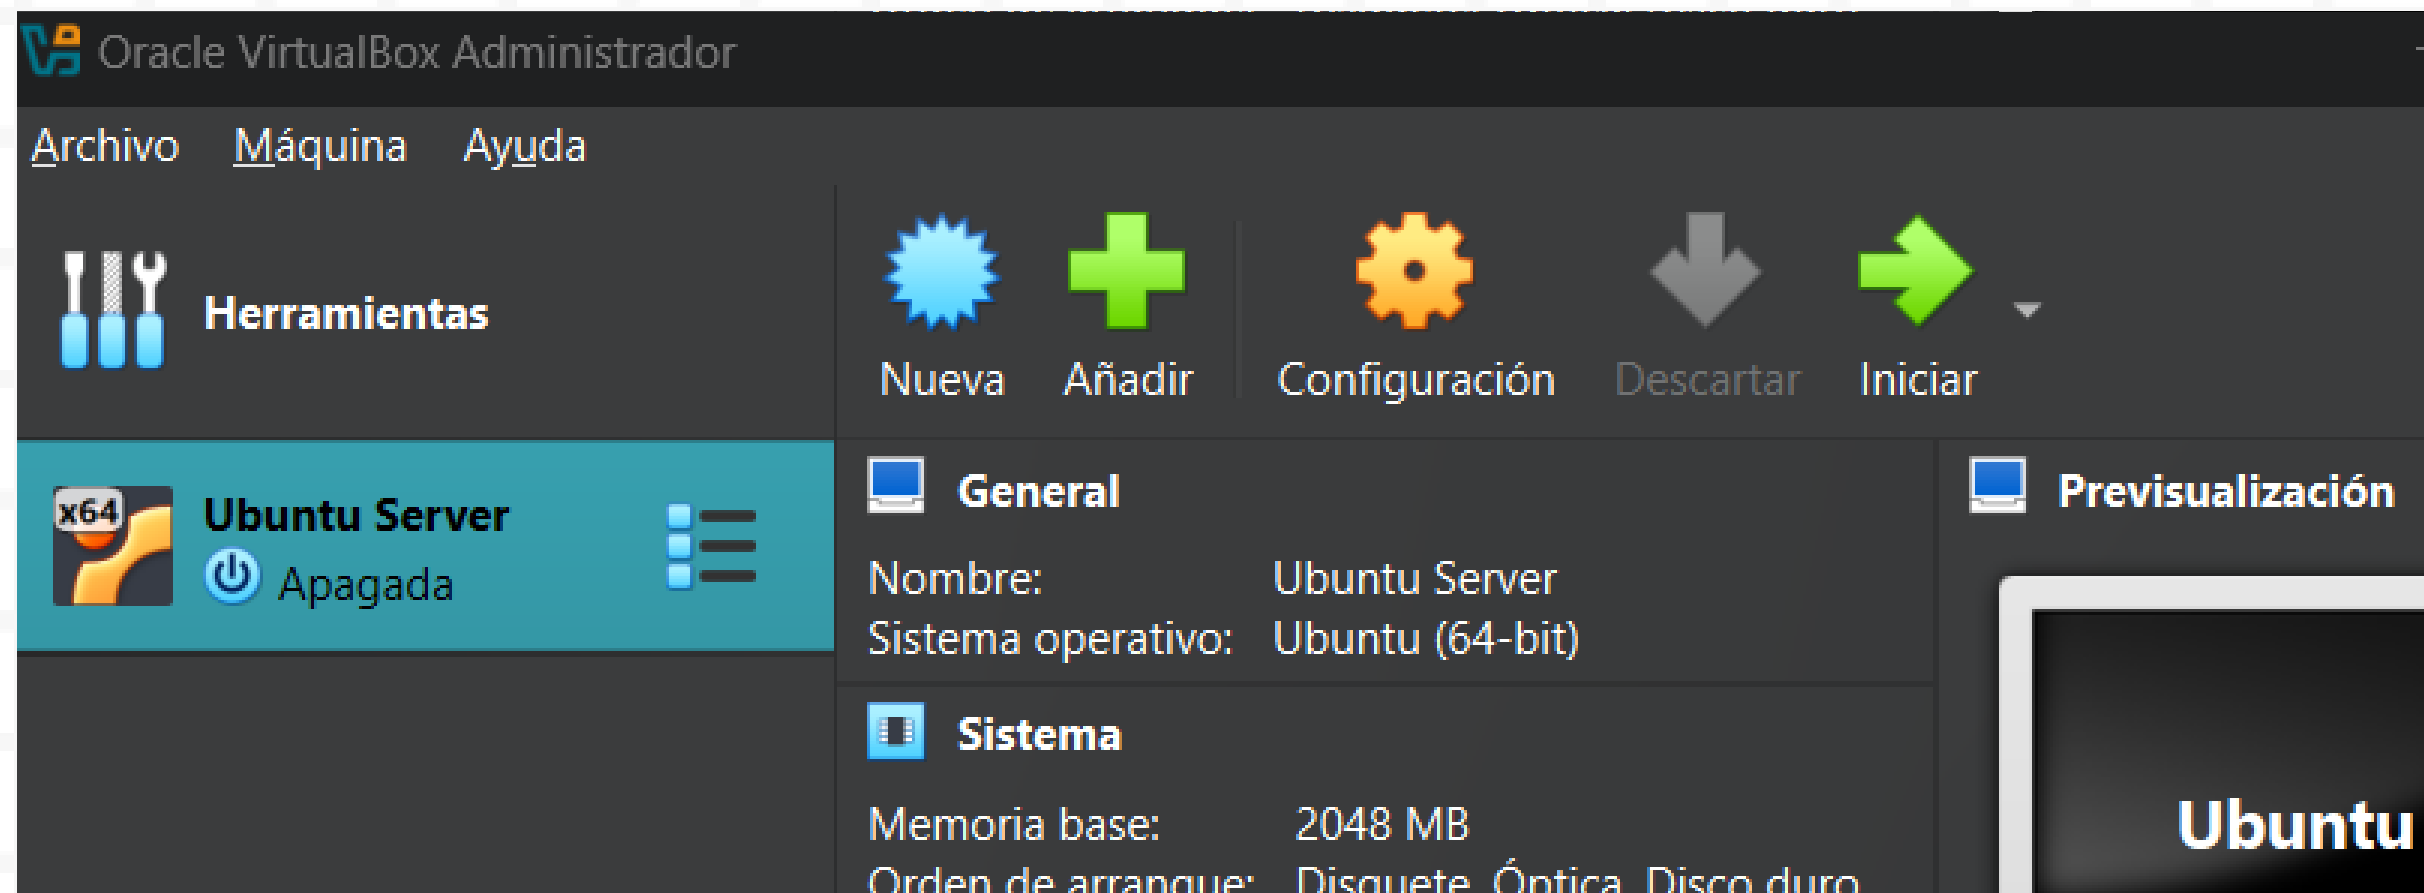 Oracle VirtualBox Administrador
Archivo Máquina Ayuda
Herramientas
Nueva Añadir Configuración Descartar Iniciar
x64
Ubuntu Server
Apagada
General
Nombre: Ubuntu Server
Sistema operativo: Ubuntu (64-bit)
Sistema
Memoria base: 2048 MB
Orden de arranque: Disquete, Óptica, Disco duro
Previsualización
Ubuntu